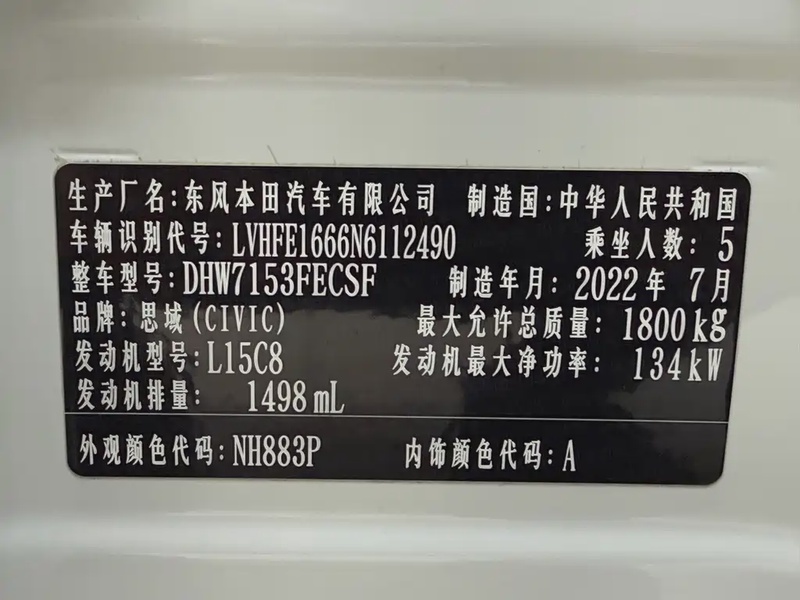 生产厂名:东风本田汽车有限公司 制造国:中华人民共和国
车辆识别代号:LVHFE1666N6112490 乘坐人数:5
整车型号:DHW7153FECSF 制造年月:2022年7月
品牌:思域(CIVIC) 最大允许总质量:1800kg
发动机型号:L15C8 发动机最大净功率:134kW
发动机排量:1498mL
外观颜色代码:NH883P 内饰颜色代码:A